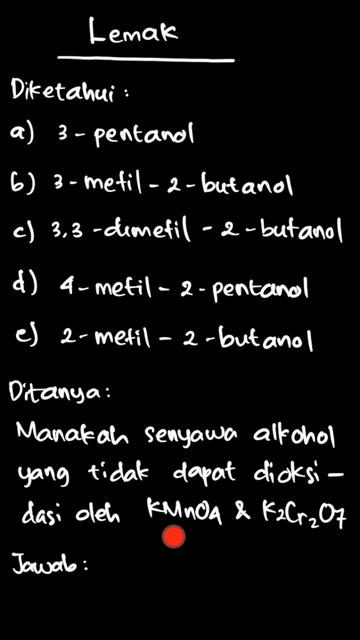 Lemak
Diketahui :
a) 3 - pentanol
b) 3 - metil - 2 - butanol
c) 3,3 - dimetil - 2 - butanol
d) 4 - metil - 2 - pentanol
e) 2 - metil - 2 - butanol
Ditanya :
Manakah senyawa alkohol
yang tidak dapat dioksi -
dasi oleh KMnO4 & K2Cr2O7
Jawab :